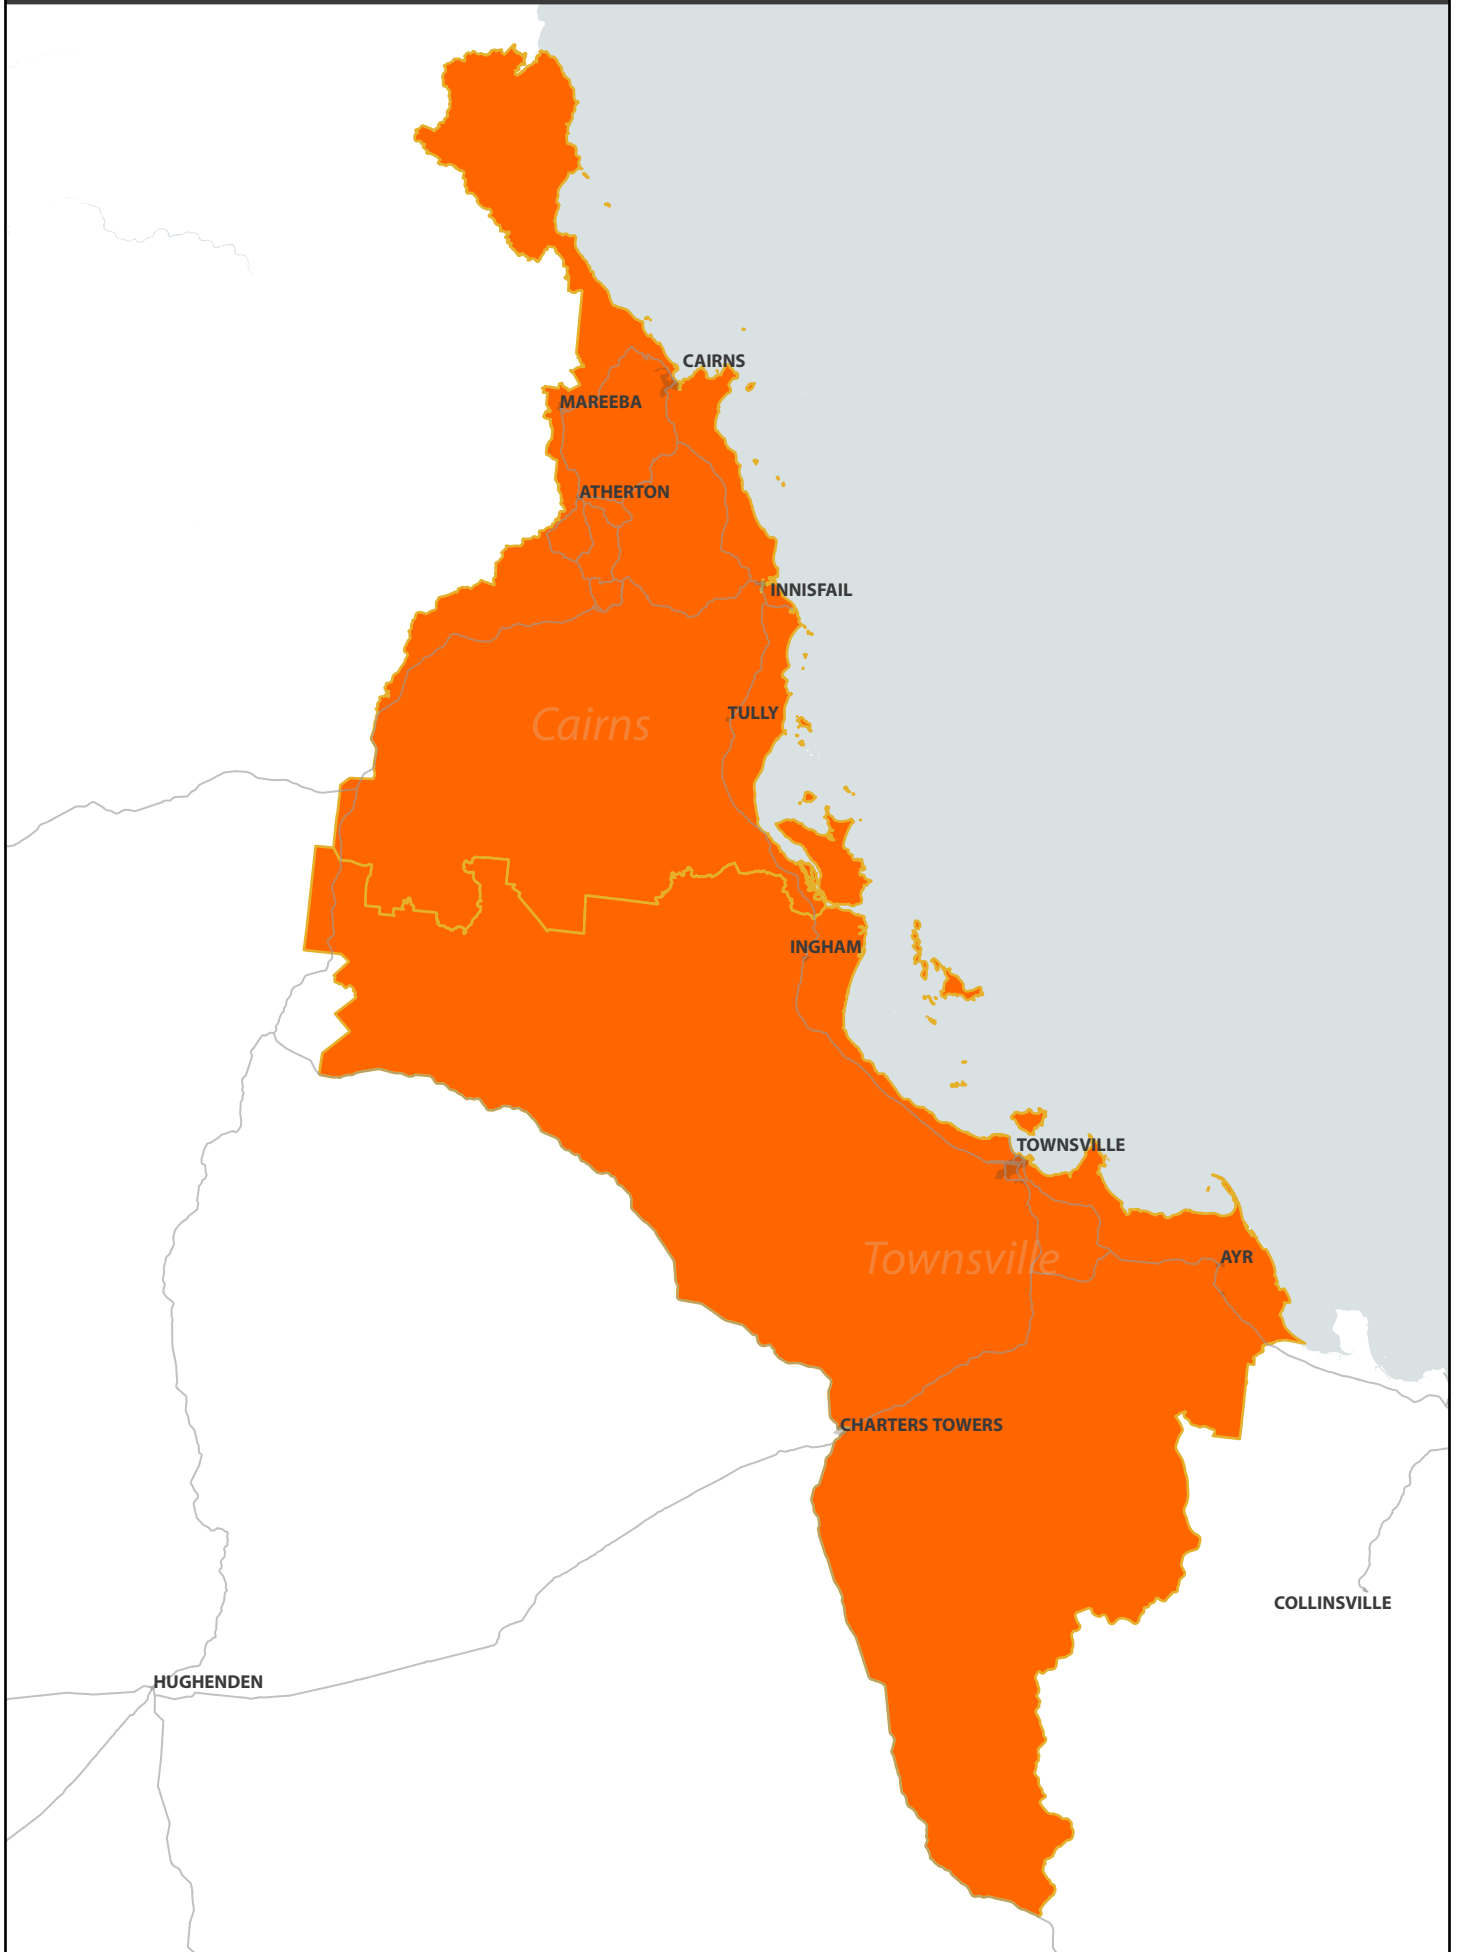 CAIRNS
MAREEBA
ATHERTON
INNISFAIL
TULLY
Cairns
INGHAM
TOWNSVILLE
AYR
Townsville
CHARTERS TOWERS
COLLINSVILLE
HUGHENDEN